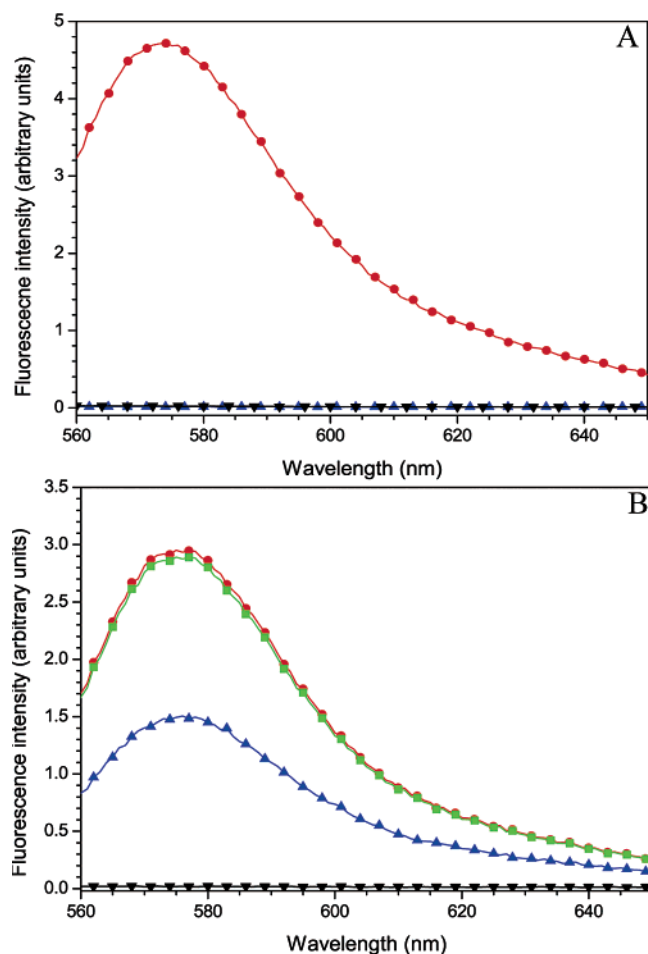 A
Fluorescecne intensity (arbitrary units)
5
4
3
2
1
0
560 580 600 620 640
Wavelength (nm)
B
Fluorescence intensity (arbitrary units)
3.5
3.0
2.5
2.0
1.5
1.0
0.5
0.0
560 580 600 620 640
Wavelength (nm)